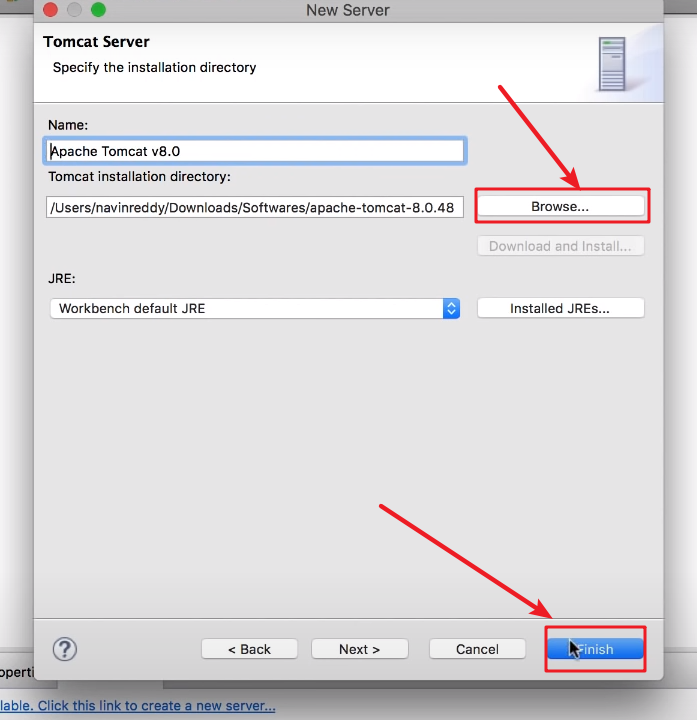 New Server
Tomcat Server
Specify the installation directory
Name:
Apache Tomcat v8.0
Tomcat installation directory:
/Users/navinreddy/Downloads/Softwares/apache-tomcat-8.0.48
Browse...
Download and Install...
JRE:
Workbench default JRE
Installed JREs...
?
< Back
Next >
Cancel
Finish
operti
lable. Click this link to create a new server...